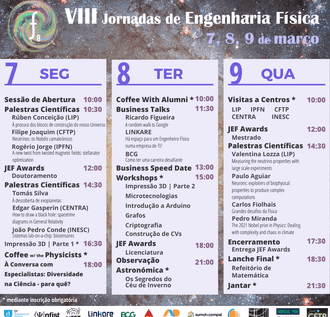 VIII Jornadas de Engenharia Física
7, 8, 9 de março
7 SEG
Sessão de Abertura 10:00
Palestras Científicas 10:30
Rúben Conceição (LIP)
À procura dos blocos de construção do nosso Universo
Filipe Joaquim (CFTP)
Neutrinos: os Nobéis camaleónicos
Rogério Jorge (IPFN)
A new twist from twisted magnetic fields: stellarator
optimization
JEF Awards 12:00
Doutoramento
Palestras Científicas 14:30
Tomás Silva
À descoberta de exoplanetas
Edgar Gasperin (CENTRA)
How to draw a black hole: spacetime
diagrams in General Relativity
João Pedro Conde (INESC)
Sistemas lab-on-a-chip: biossensores
Impressão 3D | Parte 1 * 16:30
Coffee w/ the Physicists *
À Conversa com 18:00
Especialistas: Diversidade
na Ciência - para quê?
8 TER
Coffee With Alumni * 10:00
Business Talks 11:30
Ricardo Figueira
A random walk to Google
LINKARE
Há espaço para um Engenheiro Físico
numa empresa de TI?
BCG
Como ter uma carreira desafiante
Business Speed Date 13:00
Workshops * 15:00
Impressão 3D | Parte 2
Microtecnologias
Introdução a Arduino
Grafos
Criptografia
Construção de CVs
JEF Awards 18:00
Licenciatura
Observação 21:00
Astronómica *
Os Segredos do
Céu de Inverno
9 QUA
Visitas a Centros * 10:00
LIP IPFN CFTP
CENTRA INESC
JEF Awards 12:30
Mestrado
Palestras Científicas 14:30
Valentina Lozza (LIP)
Measuring the neutrino properties with
large scale experiments
Paulo Aguiar
Neurons: explorers of biophysical
properties to produce complex
computations
Carlos Fiolhais
Grandes desafios da Física
Pedro Miranda
The 2021 Nobel prize in Physics: Dealing
with complexity and chaos in climate
Encerramento 17:30
Entrega JEF Awards
Lanche Final * 18:30
Refeitório de
Matemática
Jantar * 21:30
* mediante inscrição obrigatória
nfist
Linkare
BCG
sumol+compal